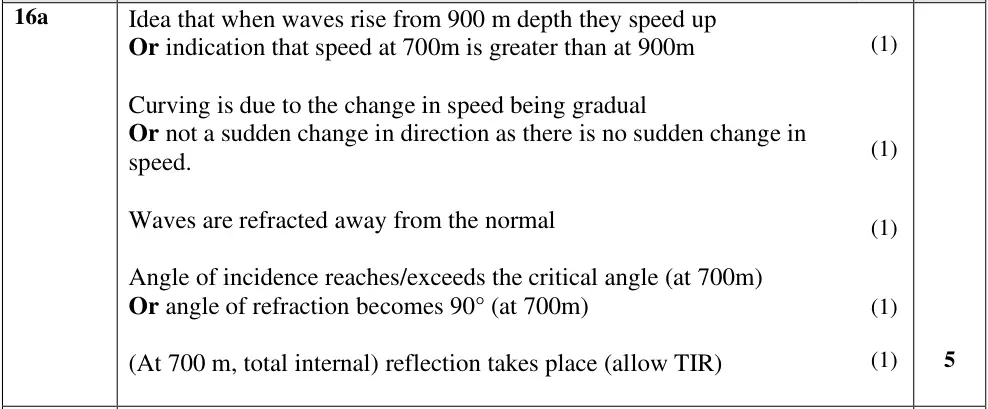 16a
Idea that when waves rise from 900 m depth they speed up
Or indication that speed at 700m is greater than at 900m (1)
Curving is due to the change in speed being gradual
Or not a sudden change in direction as there is no sudden change in
speed. (1)
Waves are refracted away from the normal (1)
Angle of incidence reaches/exceeds the critical angle (at 700m)
Or angle of refraction becomes 90° (at 700m) (1)
(At 700 m, total internal) reflection takes place (allow TIR) (1) 5